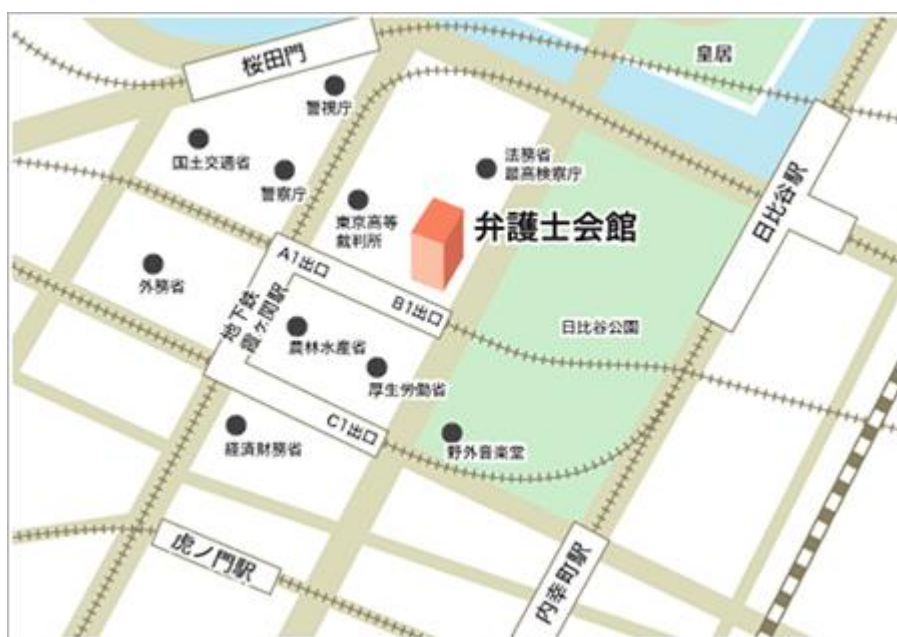 皇居
桜田門
警視庁
国土交通省
警察庁
法務省
最高検察庁
東京高等
裁判所
弁護士会館
日比谷駅
外務省
A1出口
B1出口
地下鉄
霞ヶ関駅
農林水産省
日比谷公園
厚生労働省
C1出口
経済財務省
野外音楽堂
虎ノ門駅
内幸町駅